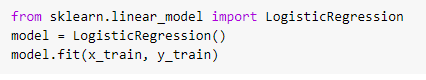 from sklearn.linear_model import LogisticRegression
model = LogisticRegression()
model.fit(x_train, y_train)